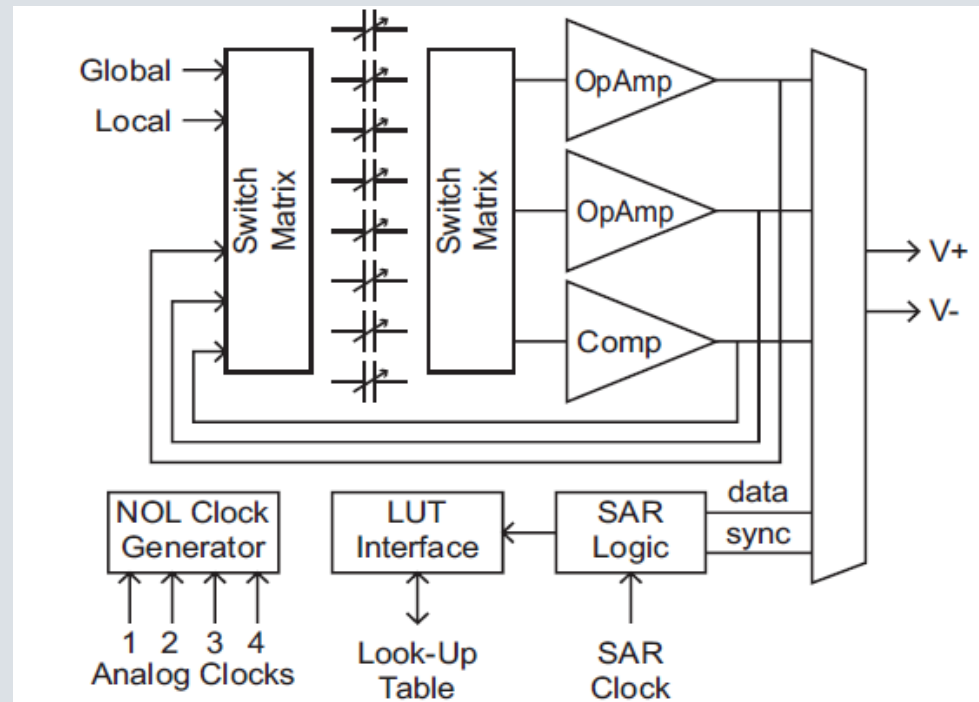 Global
Local
Switch
Matrix
Switch
Matrix
OpAmp
OpAmp
Comp
V+
V-
NOL Clock
Generator
1 2 3 4
Analog Clocks
LUT
Interface
Look-Up
Table
SAR
Logic
data
sync
SAR
Clock